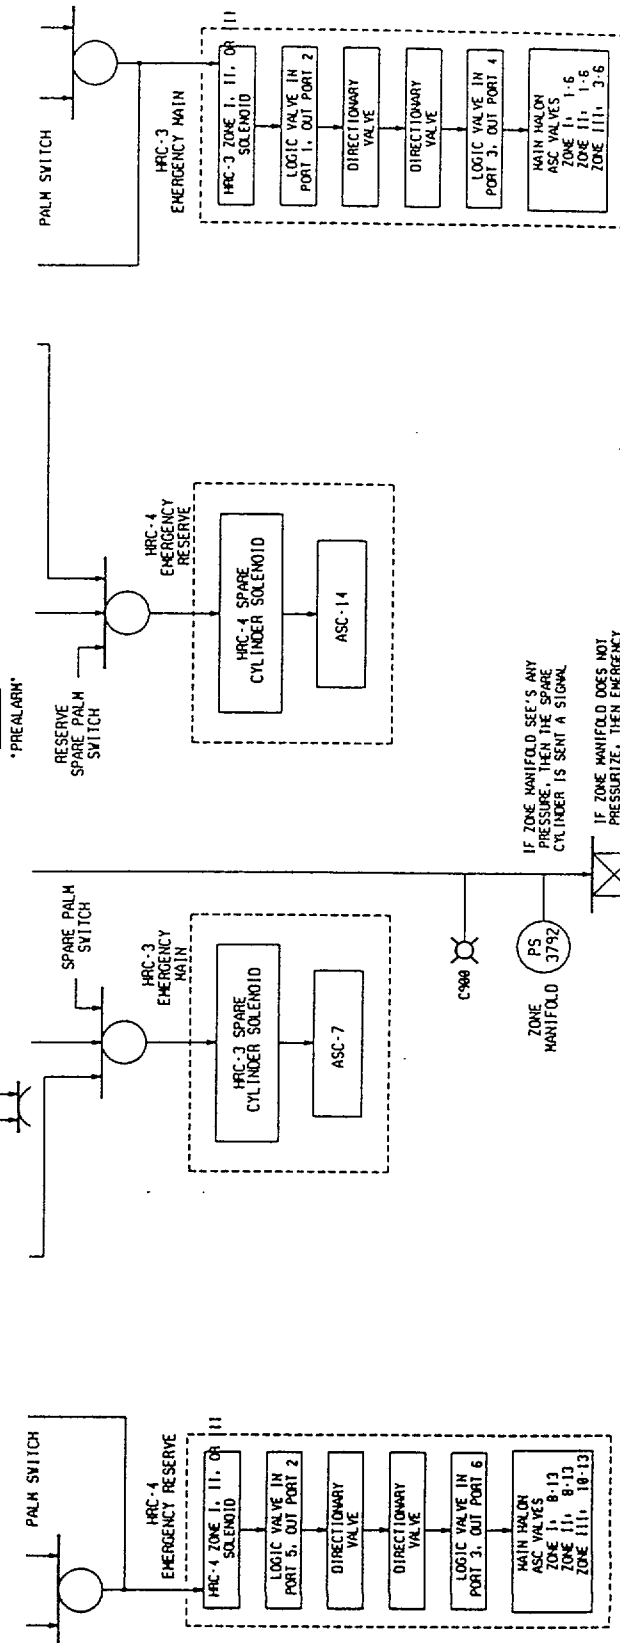 PALM SWITCH
HRC-4
EMERGENCY RESERVE
HRC-4 ZONE I, II, OR II
SOLENOID
LOGIC VALVE IN
PORT 5, OUT PORT 2
DIRECTIONARY
VALVE
DIRECTIONARY
VALVE
LOGIC VALVE IN
PORT 3, OUT PORT 6
MAIN HALON
ASC VALVES
ZONE I: 8-13
ZONE II: 8-13
ZONE III: 10-13
SPARE PALM
SWITCH
HRC-3
EMERGENCY
MAIN
HRC-3 SPARE
CYLINDER SOLENOID
ASC-7
C900
PS
3792
ZONE
MANIFOLD
IF ZONE MANIFOLD SEE'S ANY
PRESSURE, THEN THE SPARE
CYLINDER IS SENT A SIGNAL
IF ZONE MANIFOLD DOES NOT
PRESSURIZE, THEN EMERGENCY
"PREALARM"
RESERVE
SPARE PALM
SWITCH
HRC-4
EMERGENCY
RESERVE
HRC-4 SPARE
CYLINDER SOLENOID
ASC-14
PALM SWITCH
HRC-3
EMERGENCY MAIN
HRC-3 ZONE I, II, OR II
SOLENOID
LOGIC VALVE IN
PORT 1, OUT PORT 2
DIRECTIONARY
VALVE
DIRECTIONARY
VALVE
LOGIC VALVE IN
PORT 3, OUT PORT 4
MAIN HALON
ASC VALVES
ZONE I: 1-6
ZONE II: 1-6
ZONE III: 3-6